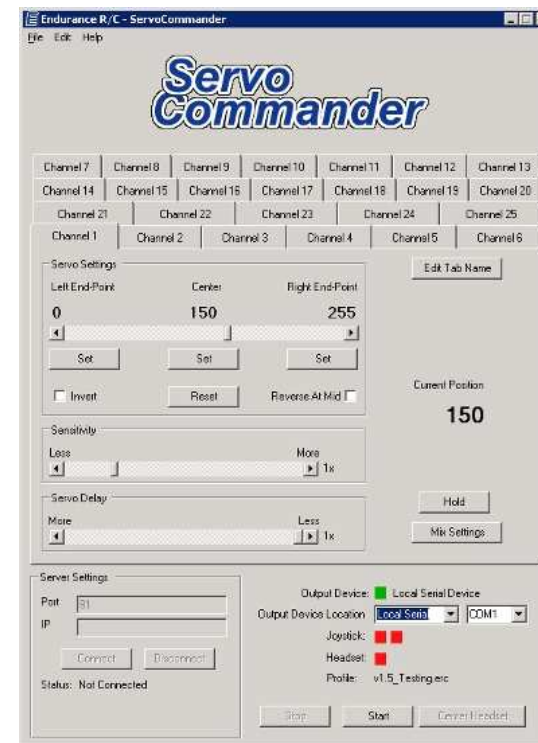 Endurance R/C - ServoCommander
File Edit Help
Servo
Commander
Channel 7 Channel 8 Channel 9 Channel 10 Channel 11 Channel 12 Channel 13
Channel 14 Channel 15 Channel 16 Channel 17 Channel 18 Channel 19 Channel 20
Channel 21 Channel 22 Channel 23 Channel 24 Channel 25
Channel 1 Channel 2 Channel 3 Channel 4 Channel 5 Channel 6
Servo Settings
Edit Tab Name
Left End-Point Center Right End-Point
0 150 255
Set Set Set
Invert Reset Reverse At Mid
Current Position
150
Sensitivity
Less More
1x
Servo Delay
More Less
1x
Hold
Mix Settings
Server Settings
Port 81
IP
Connect Disconnect
Status: Not Connected
Output Device: Local Serial Device
Output Device Location Local Serial COM1
Joystick:
Headset:
Profile: v1.5_Testing.erc
Stop Start Center Headset